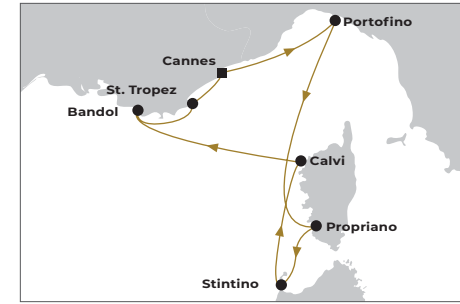 Portofino
Cannes
St. Tropez
Bandol
Calvi
Propriano
Stintino